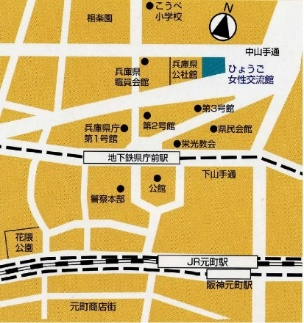 こうべ
小学校
相楽園
中山手通
兵庫県
職員会館
兵庫県
公社館
ひょうご
女性交流館
第3号館
第2号館
兵庫県庁
第1号館
県民会館
栄光教会
地下鉄県庁前駅
下山手通
公館
警察本部
花隈
公園
JR元町駅
阪神元町駅
元町商店街